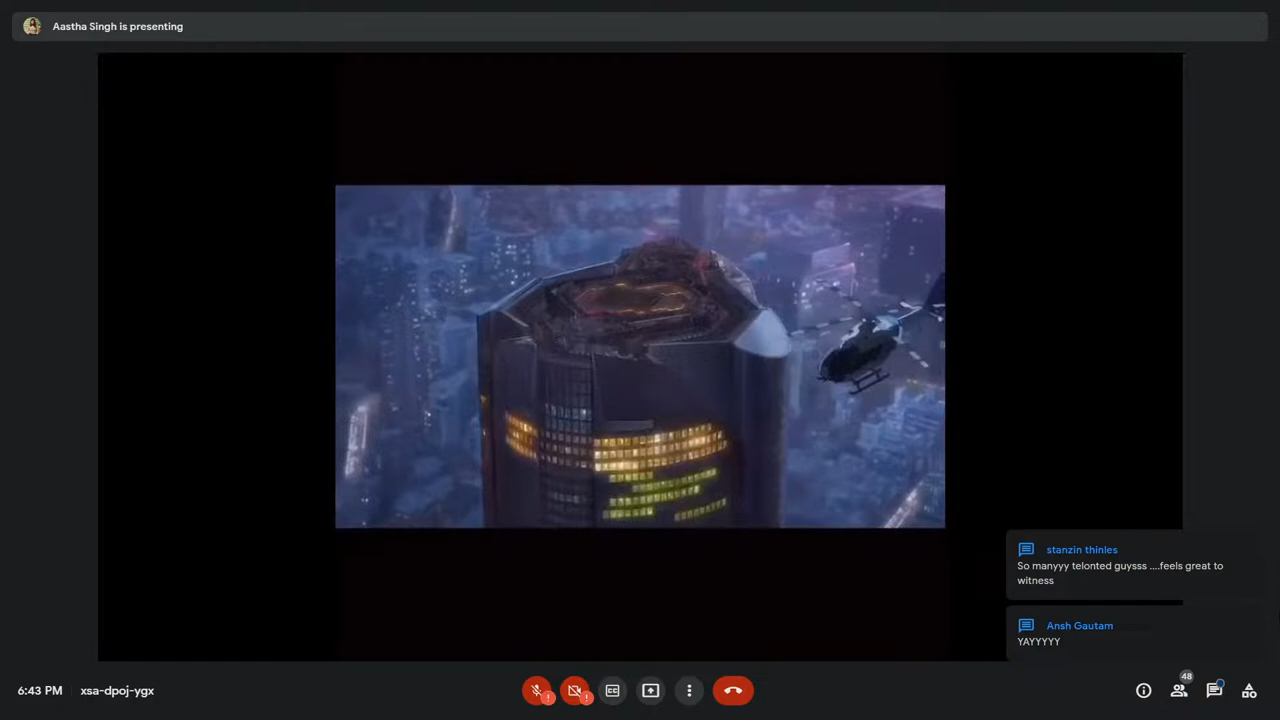 Aastha Singh is presenting
stanzin thinles
So manyyy telonted guysss ....feels great to
witness
Ansh Gautam
YAYYYYY
6:43 PM
xsa-dpoj-ygx
48